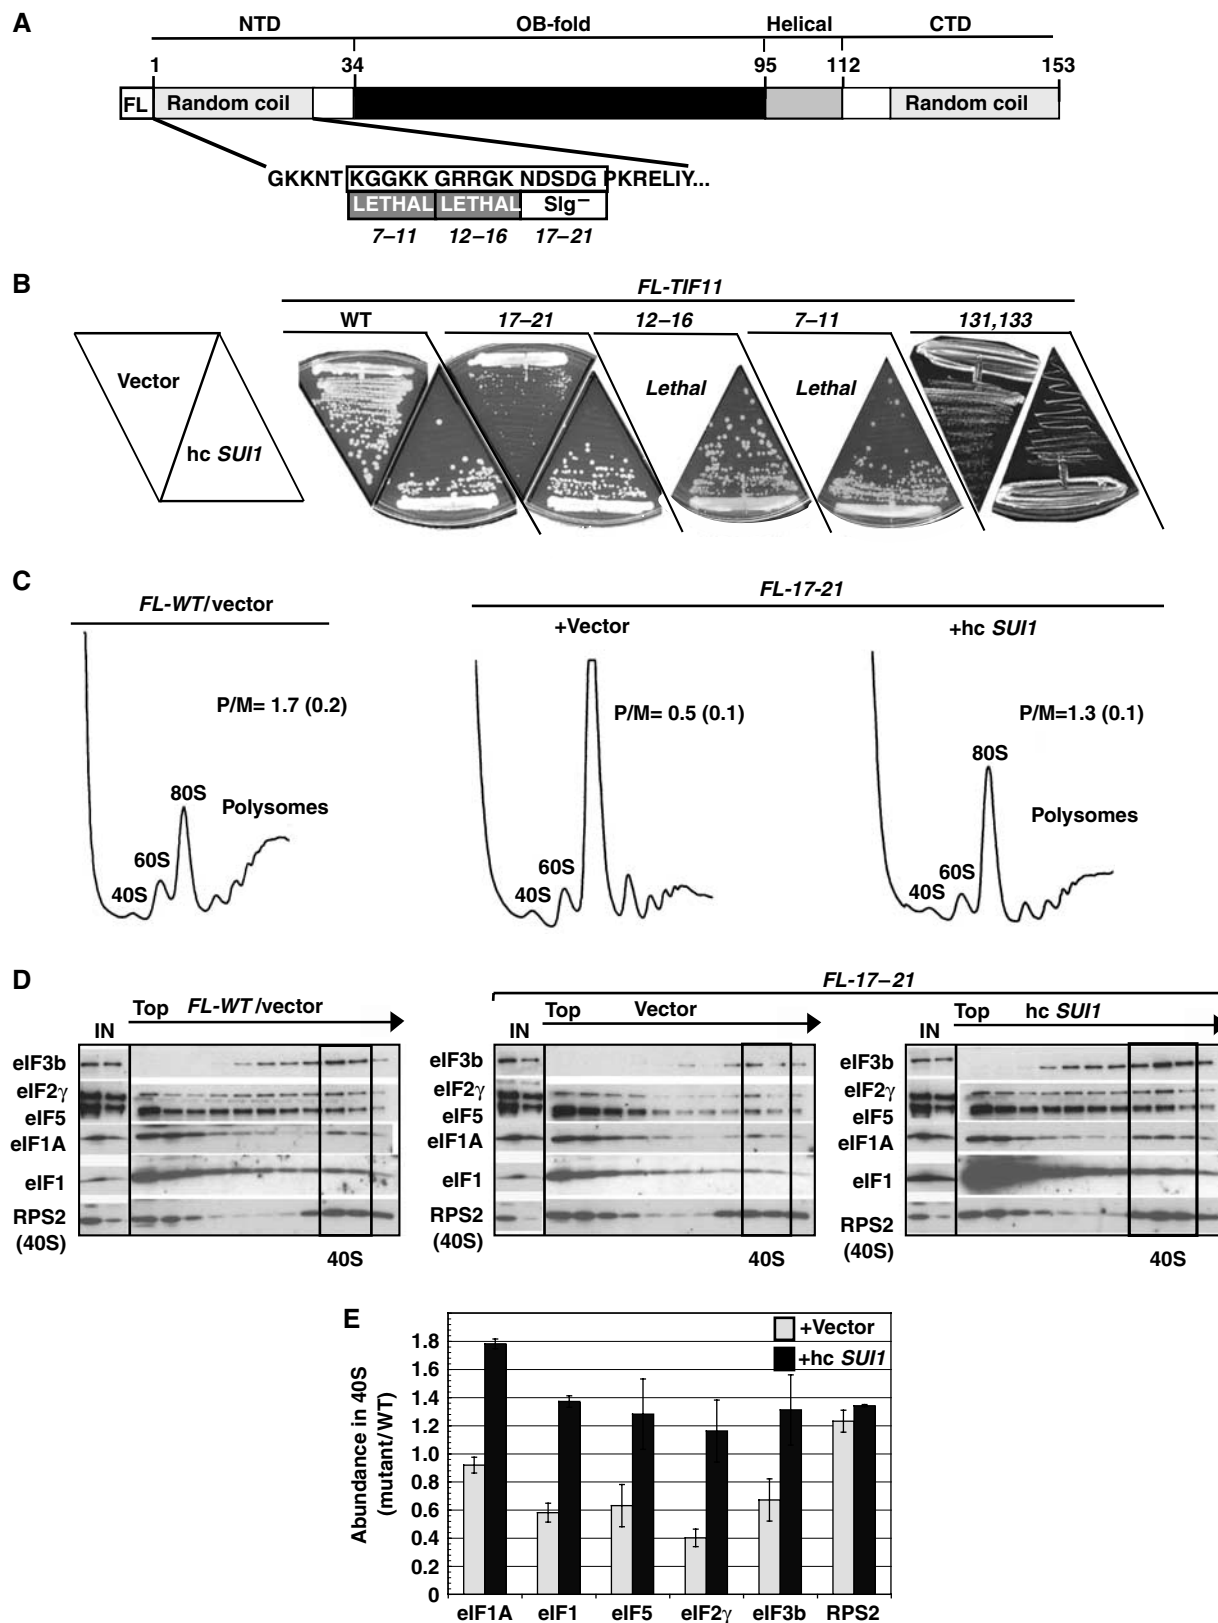 A
NTD OB-fold Helical CTD
1 34 95 112 153
FL Random coil Random coil
GKKNT KGGKK GRRGK NDSDG PKRELIY...
LETHAL LETHAL Slg–
7–11 12–16 17–21
B
FL-TIF11
WT 17–21 12–16 7–11 131,133
Vector
hc SUI1
Lethal Lethal
C
FL-WT/vector
FL-17-21
+Vector +hc SUI1
P/M= 1.7 (0.2) P/M= 0.5 (0.1) P/M=1.3 (0.1)
40S 60S 80S Polysomes
40S 60S
40S 60S 80S Polysomes
D
FL-17–21
IN Top FL-WT/vector
IN Top Vector
IN Top hc SUI1
eIF3b
eIF2γ
eIF5
eIF1A
eIF1
RPS2
(40S)
40S
eIF3b
eIF2γ
eIF5
eIF1A
eIF1
RPS2
(40S)
40S
eIF3b
eIF2γ
eIF5
eIF1A
eIF1
RPS2
(40S)
40S
E
+Vector
+hc SUI1
Abundance in 40S
(mutant/WT)
1.8
1.6
1.4
1.2
1.0
0.8
0.6
0.4
0.2
0
eIF1A eIF1 eIF5 eIF2γ eIF3b RPS2